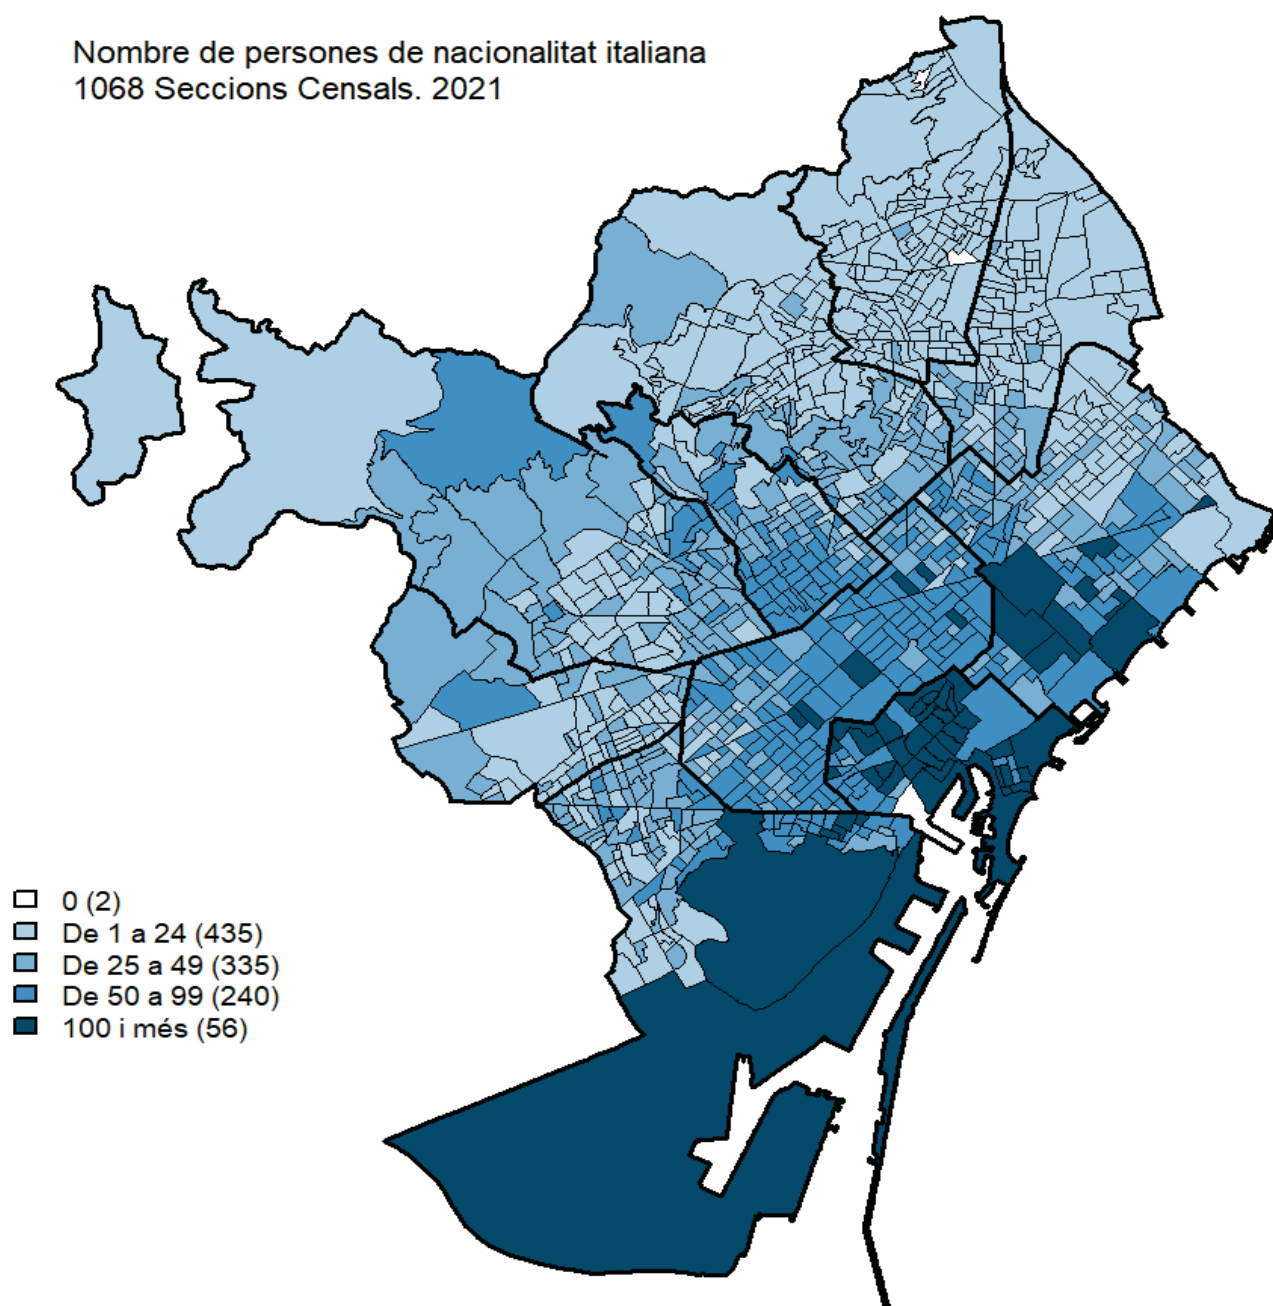 Nombre de persones de nacionalitat italiana
1068 Seccions Censals. 2021
0 (2)
De 1 a 24 (435)
De 25 a 49 (335)
De 50 a 99 (240)
100 i més (56)